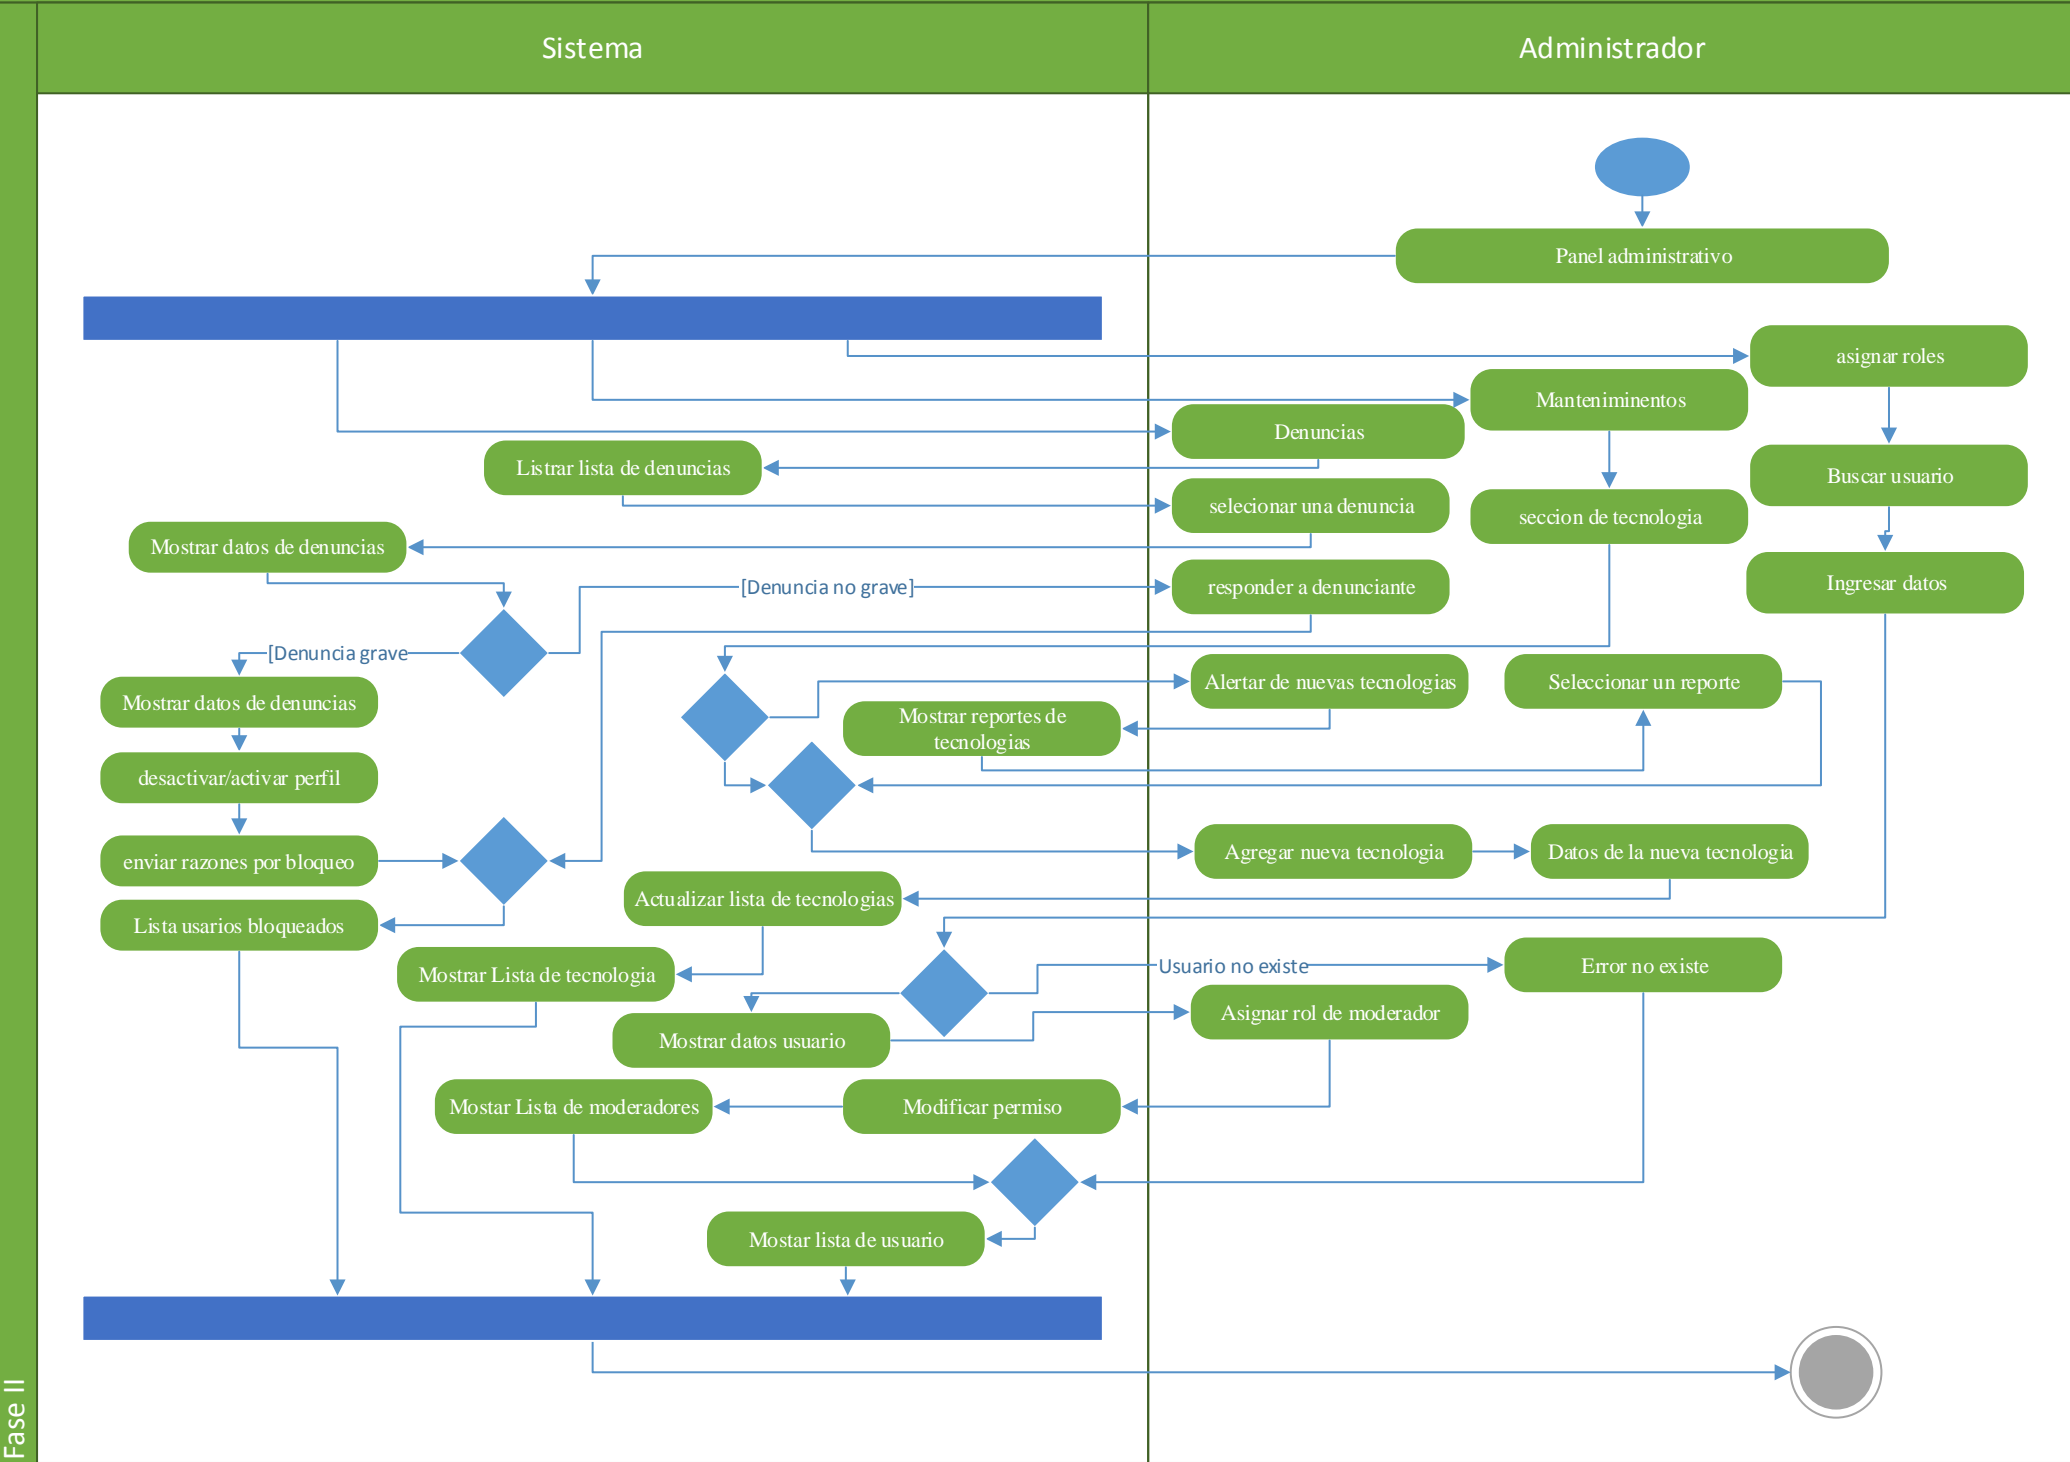 Sistema
Administrador
Panel administrativo
asignar roles
Manteniminentos
Denuncias
Listrar lista de denuncias
Buscar usuario
selecionar una denuncia
seccion de tecnologia
Mostrar datos de denuncias
[Denuncia no grave]
responder a denunciante
Ingresar datos
[Denuncia grave
Mostrar datos de denuncias
Alertar de nuevas tecnologias
Seleccionar un reporte
Mostrar reportes de
tecnologias
desactivar/activar perfil
enviar razones por bloqueo
Agregar nueva tecnologia
Datos de la nueva tecnologia
Actualizar lista de tecnologias
Lista usarios bloqueados
Mostrar Lista de tecnologia
Usuario no existe
Error no existe
Asignar rol de moderador
Mostrar datos usuario
Mostar Lista de moderadores
Modificar permiso
Mostar lista de usuario
Fase II